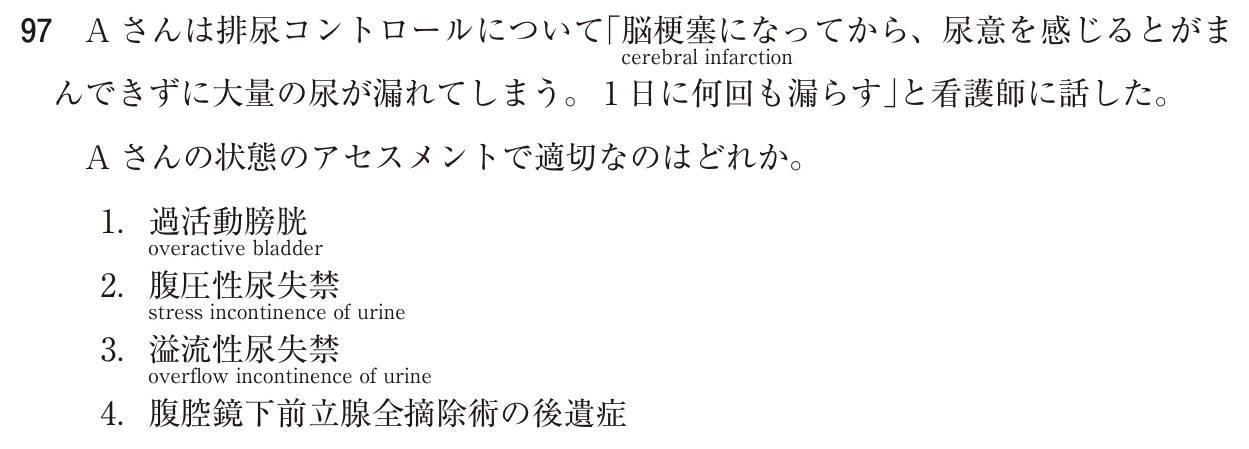 97　Aさんは排尿コントロールについて｢脳梗塞になってから、尿意を感じるとがま
cerebral infarction
んできずに大量の尿が漏れてしまう。1日に何回も漏らす｣と看護師に話した。
Aさんの状態のアセスメントで適切なのはどれか。
1. 過活動膀胱
overactive bladder
2. 腹圧性尿失禁
stress incontinence of urine
3. 溢流性尿失禁
overflow incontinence of urine
4. 腹腔鏡下前立腺全摘除術の後遺症